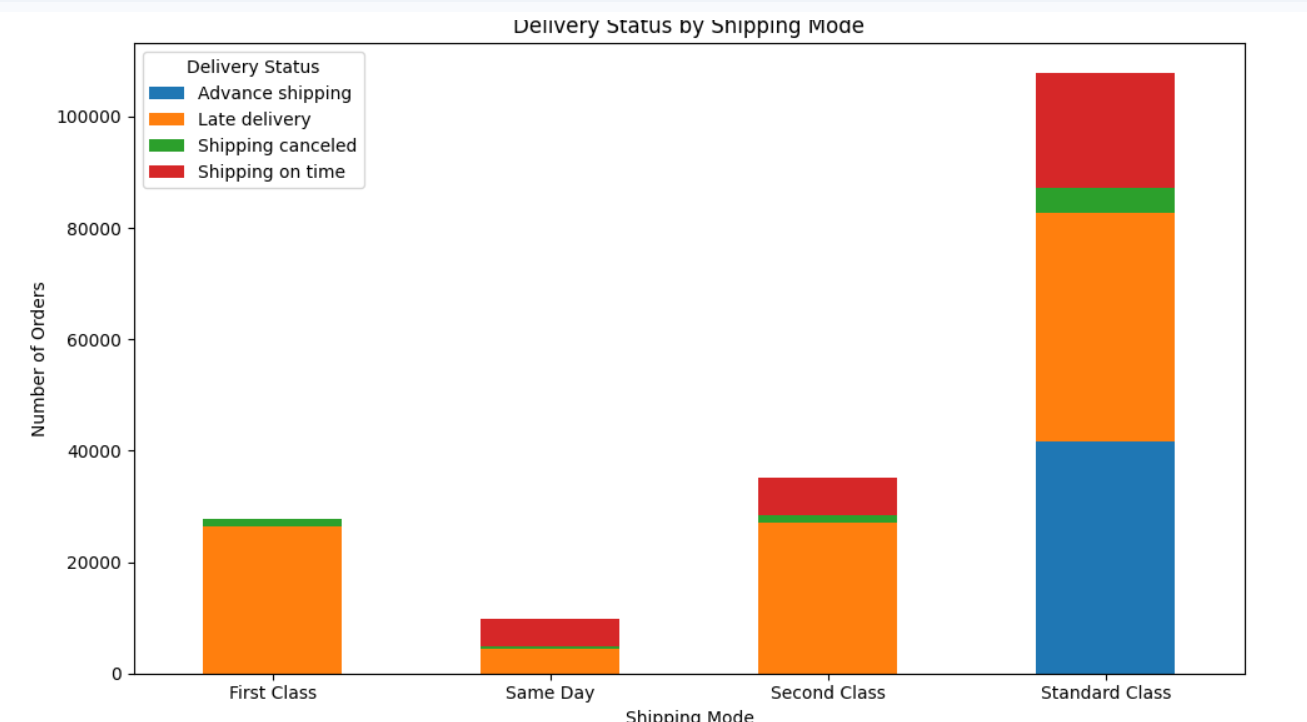 Delivery Status by Shipping Mode
Delivery Status
Advance shipping
Late delivery
Shipping canceled
Shipping on time
Number of Orders
100000
80000
60000
40000
20000
0
First Class
Same Day
Second Class
Standard Class
Shipping Mode